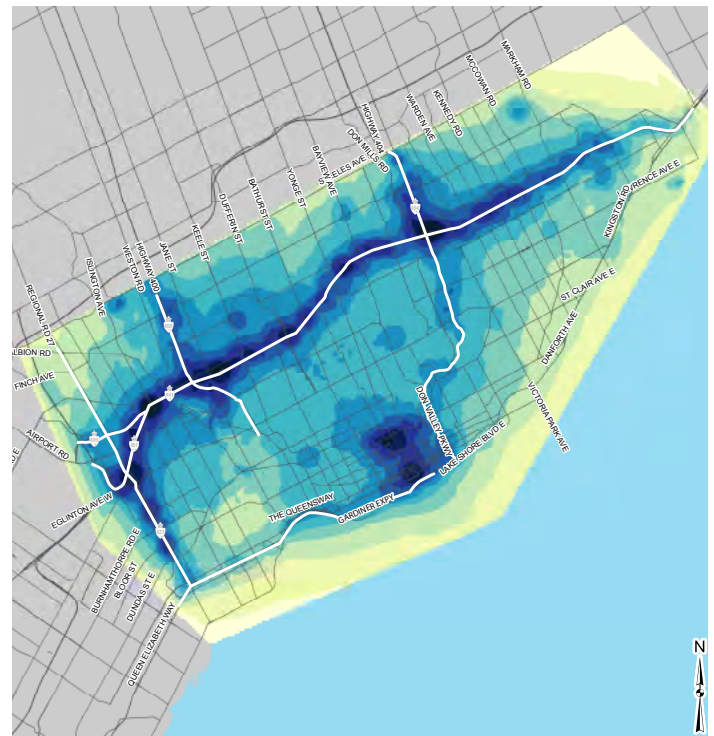 MARKHAM RD
MCCOWAN RD
KENNEDY RD
WARDEN AVE
HIGHWAY 404
DON MILLS RD
BAYVIEW AVE
EELES AVE
YONGE ST
BATHURST ST
DUFFERIN ST
KEELE ST
JANE ST
HIGHWAY 400
WESTON RD
ISLINGTON AVE
REGIONAL RD 27
WRENCE AVE E
KINGSTON RD
ST CLAIR AVE E
DANFORTH AVE
VICTORIA PARK AVE
ALBION RD
FINCH AVE
AIRPORT RD
EGLINTON AVE W
DON VALLEY PKWY
LAKE SHORE BLVD E
THE QUEENSWAY
GARDINER EXPY
BURNHAMTHORPE RD E
BLOOR ST
DUNDAS ST E
QUEEN ELIZABETH WAY
N